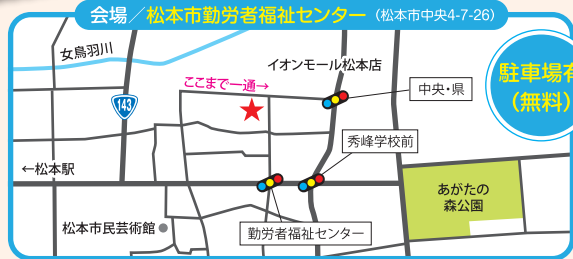 会場／松本市勤労者福祉センター（松本市中央4-7-26）
女鳥羽川
イオンモール松本店
駐車場有
（無料）
ここまで一通→
中央・県
143
秀峰学校前
←松本駅
あがたの
森公園
松本市民芸術館
勤労者福祉センター